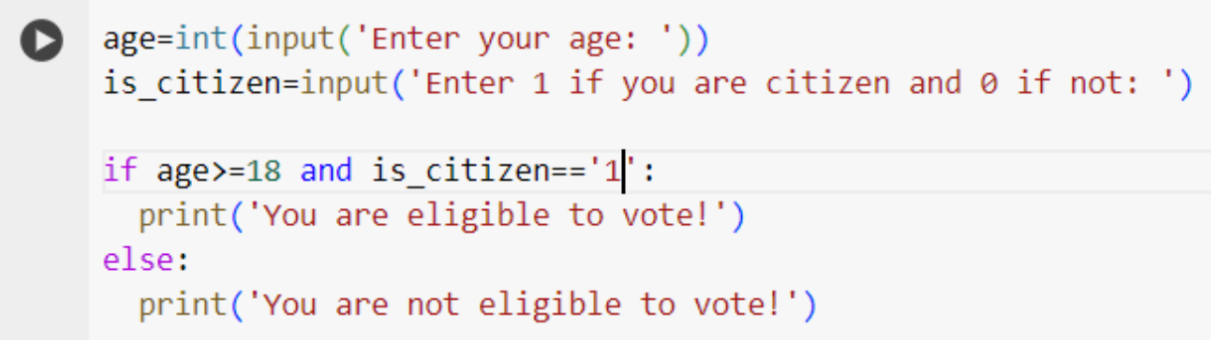 age=int(input('Enter your age: '))
is_citizen=input('Enter 1 if you are citizen and 0 if not: ')
if age>=18 and is_citizen=='1':
  print('You are eligible to vote!')
else:
  print('You are not eligible to vote!')